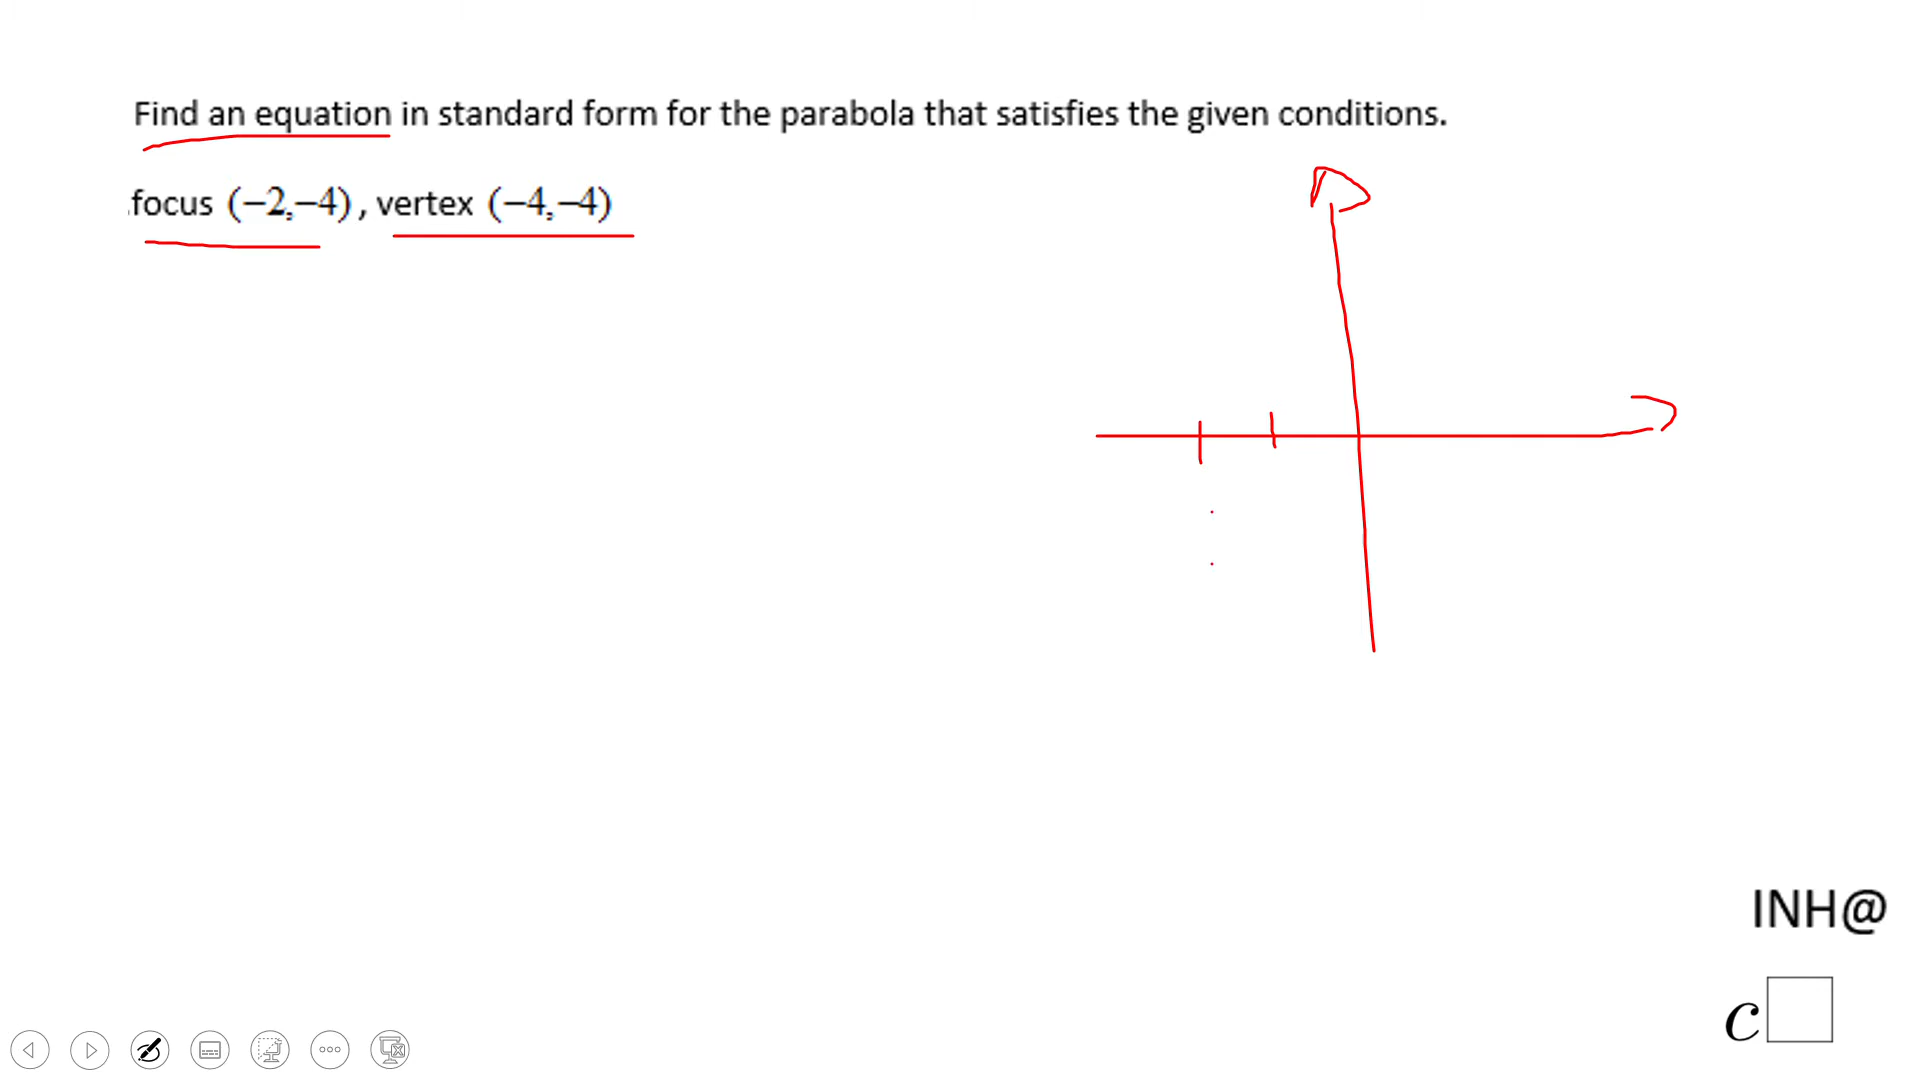 Find an equation in standard form for the parabola that satisfies the given conditions.
focus (−2,−4), vertex (−4,−4)
INH@
c